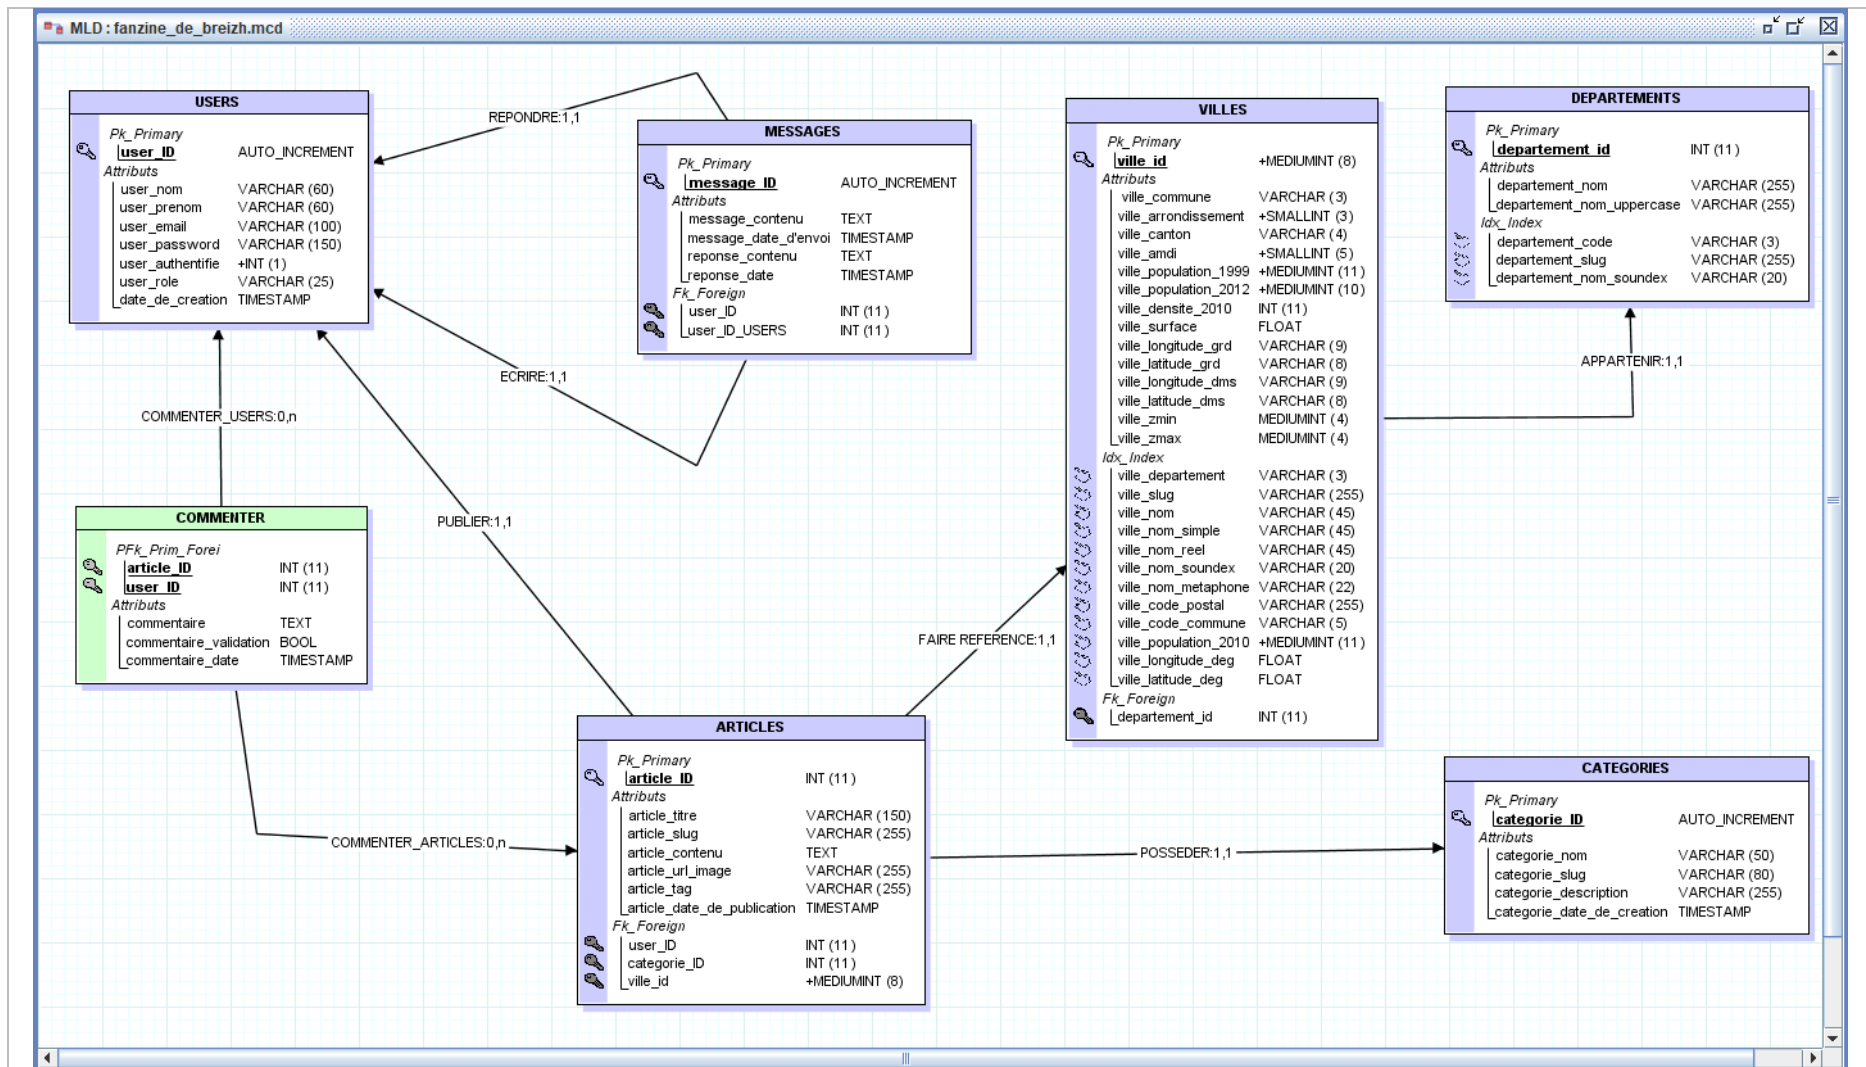 MLD : fanzine_de_breizh.mcd
USERS
Pk_Primary
user_ID AUTO_INCREMENT
Attributs
user_nom VARCHAR (60)
user_prenom VARCHAR (60)
user_email VARCHAR (100)
user_password VARCHAR (150)
user_authentifie +INT (1)
user_role VARCHAR (25)
date_de_creation TIMESTAMP
REPONDRE:1,1
MESSAGES
Pk_Primary
message_ID AUTO_INCREMENT
Attributs
message_contenu TEXT
message_date_d'envoi TIMESTAMP
reponse_contenu TEXT
reponse_date TIMESTAMP
Fk_Foreign
user_ID INT (11)
user_ID_USERS INT (11)
ECRIRE:1,1
VILLES
Pk_Primary
ville_id +MEDIUMINT (8)
Attributs
ville_commune VARCHAR (3)
ville_arrondissement +SMALLINT (3)
ville_canton VARCHAR (4)
ville_amdi +SMALLINT (5)
ville_population_1999 +MEDIUMINT (11)
ville_population_2012 +MEDIUMINT (10)
ville_densite_2010 INT (11)
ville_surface FLOAT
ville_longitude_grd VARCHAR (9)
ville_latitude_grd VARCHAR (8)
ville_longitude_dms VARCHAR (9)
ville_latitude_dms VARCHAR (8)
ville_zmin MEDIUMINT (4)
ville_zmax MEDIUMINT (4)
Idx_Index
ville_departement VARCHAR (3)
ville_slug VARCHAR (255)
ville_nom VARCHAR (45)
ville_nom_simple VARCHAR (45)
ville_nom_reel VARCHAR (45)
ville_nom_soundex VARCHAR (20)
ville_nom_metaphone VARCHAR (22)
ville_code_postal VARCHAR (255)
ville_code_commune VARCHAR (5)
ville_population_2010 +MEDIUMINT (11)
ville_longitude_deg FLOAT
ville_latitude_deg FLOAT
Fk_Foreign
departement_id INT (11)
DEPARTEMENTS
Pk_Primary
departement_id INT (11)
Attributs
departement_nom VARCHAR (255)
departement_nom_uppercase VARCHAR (255)
Idx_Index
departement_code VARCHAR (3)
departement_slug VARCHAR (255)
departement_nom_soundex VARCHAR (20)
APPARTENIR:1,1
COMMENTER_USERS:0,n
PUBLIER:1,1
COMMENTER
PFk_Prim_Forei
article_ID INT (11)
user_ID INT (11)
Attributs
commentaire TEXT
commentaire_validation BOOL
commentaire_date TIMESTAMP
FAIRE REFERENCE:1,1
COMMENTER_ARTICLES:0,n
ARTICLES
Pk_Primary
article_ID INT (11)
Attributs
article_titre VARCHAR (150)
article_slug VARCHAR (255)
article_contenu TEXT
article_url_image VARCHAR (255)
article_tag VARCHAR (255)
article_date_de_publication TIMESTAMP
Fk_Foreign
user_ID INT (11)
categorie_ID INT (11)
ville_id +MEDIUMINT (8)
POSSEDER:1,1
CATEGORIES
Pk_Primary
categorie_ID AUTO_INCREMENT
Attributs
categorie_nom VARCHAR (50)
categorie_slug VARCHAR (80)
categorie_description VARCHAR (255)
categorie_date_de_creation TIMESTAMP